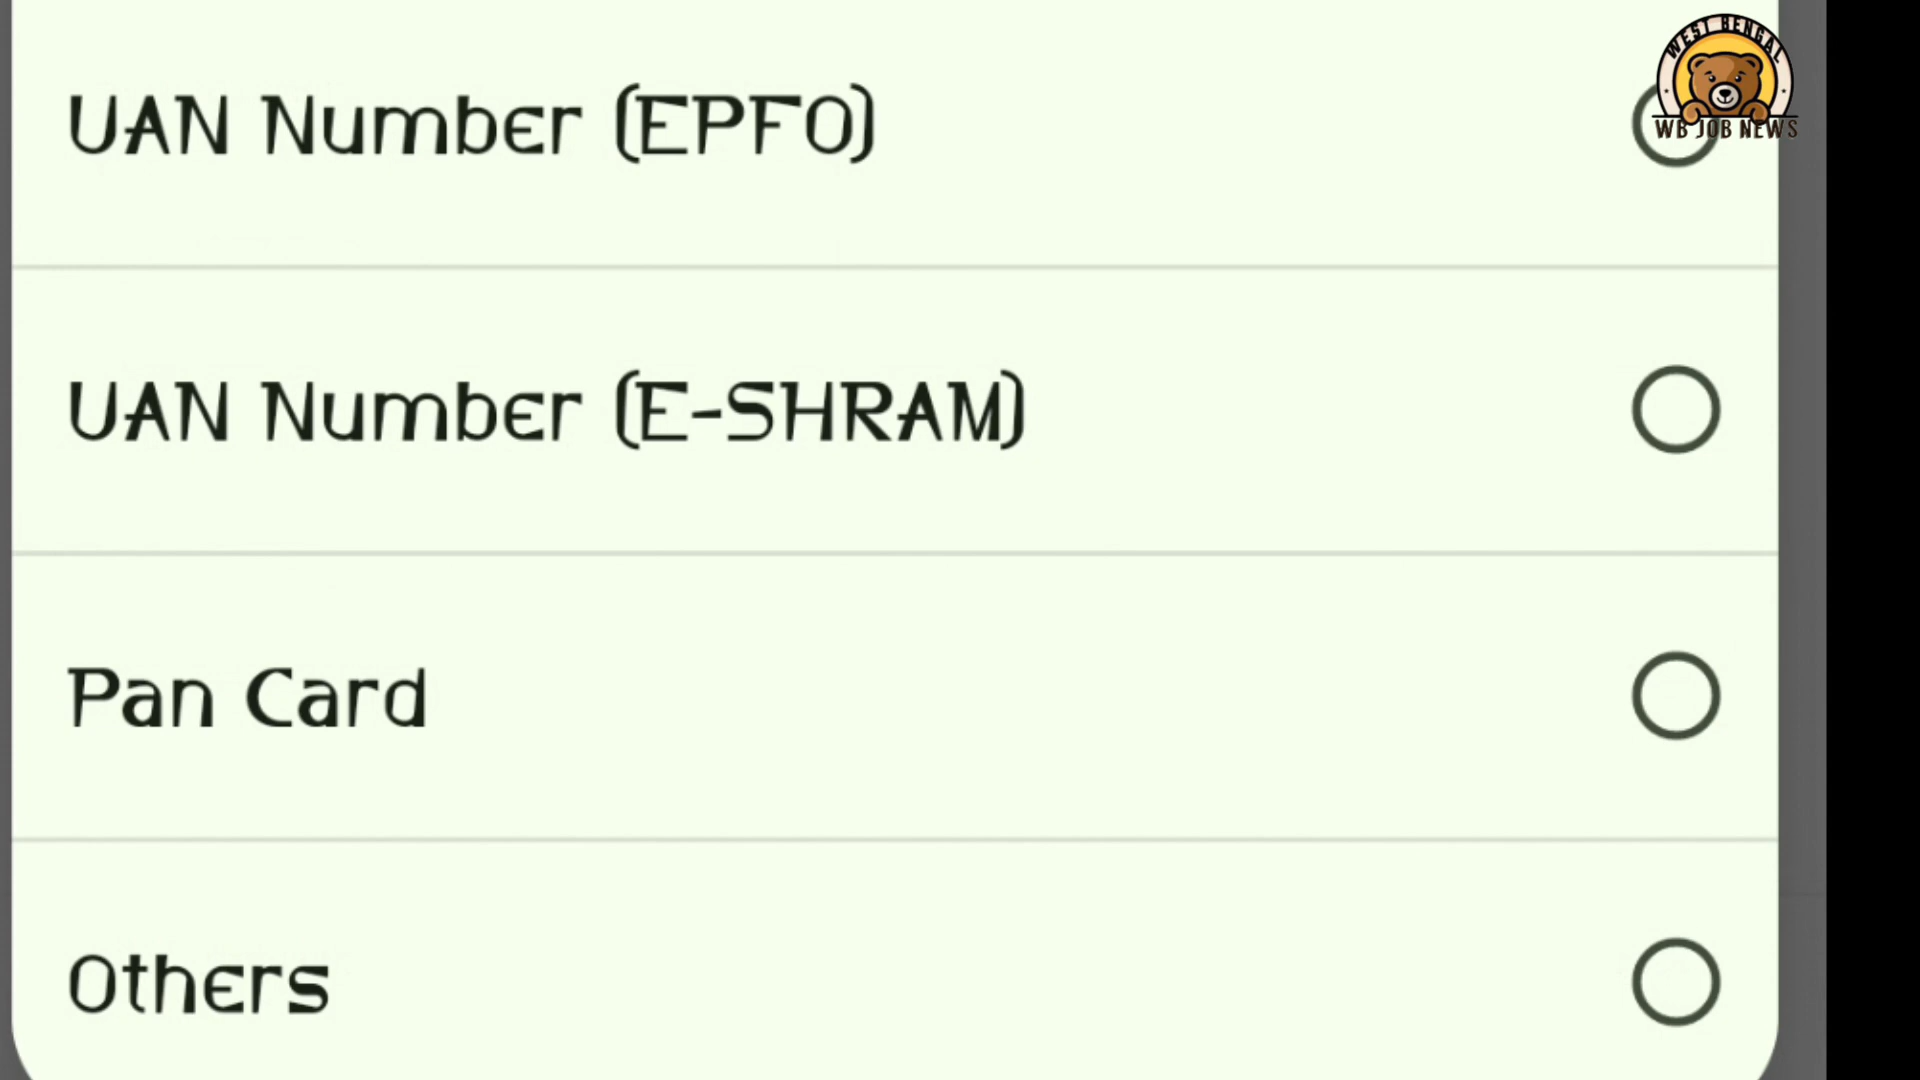 WEST BENGAL
WB JOB NEWS
UAN Number (EPFO)
UAN Number (E-SHRAM)
Pan Card
Others